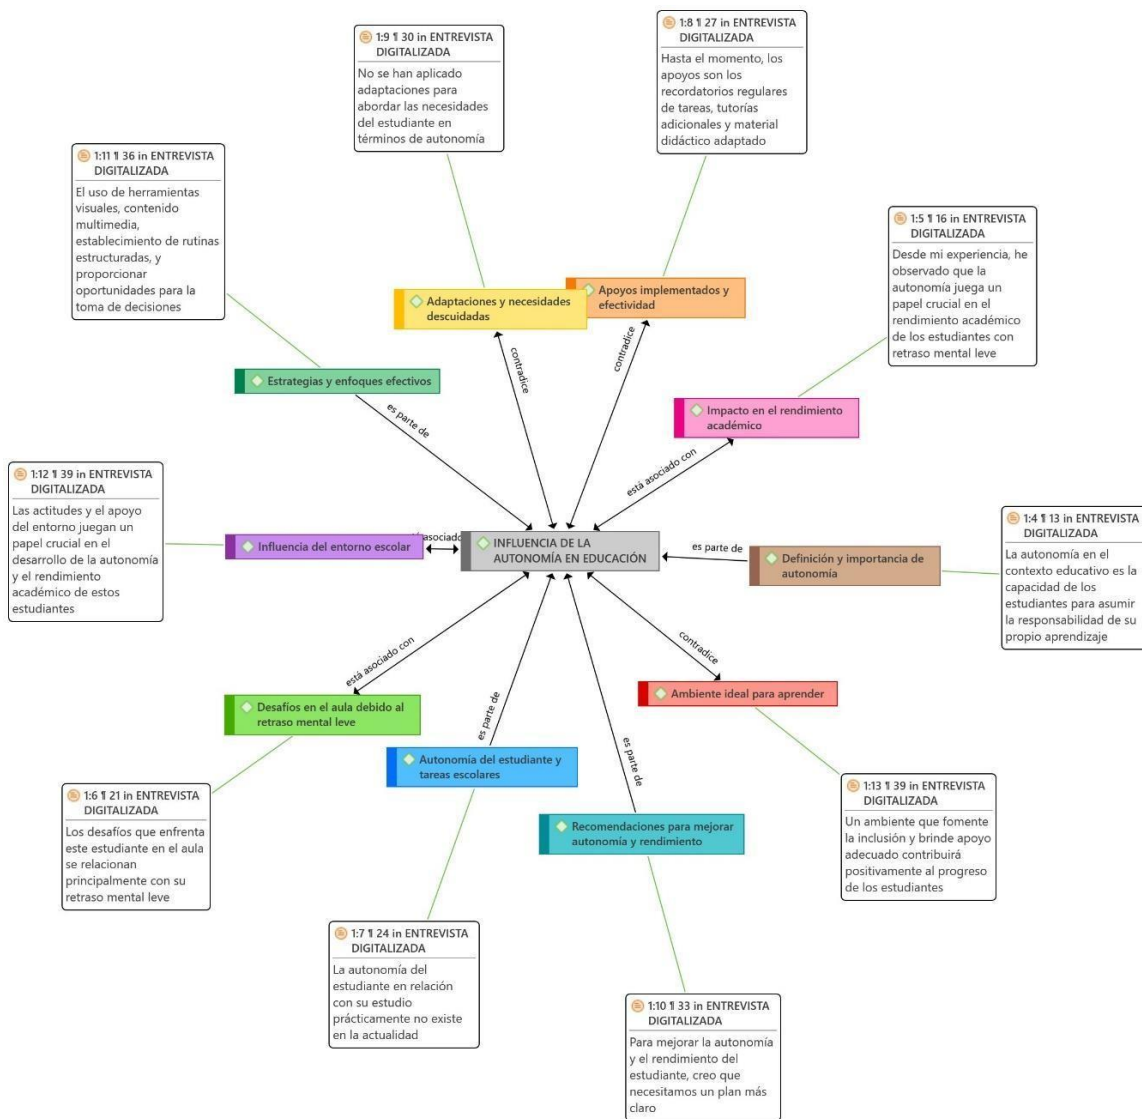 1:9 ¶ 30 in ENTREVISTA
DIGITALIZADA
No se han aplicado
adaptaciones para
abordar las necesidades
del estudiante en
términos de autonomía
1:8 ¶ 27 in ENTREVISTA
DIGITALIZADA
Hasta el momento, los
apoyos son los
recordatorios regulares
de tareas, tutorías
adicionales y material
didáctico adaptado
1:11 ¶ 36 in ENTREVISTA
DIGITALIZADA
El uso de herramientas
visuales, contenido
multimedia,
establecimiento de rutinas
estructuradas, y
proporcionar
oportunidades para la
toma de decisiones
1:5 ¶ 16 in ENTREVISTA
DIGITALIZADA
Desde mi experiencia, he
observado que la
autonomía juega un
papel crucial en el
rendimiento académico
de los estudiantes con
retraso mental leve
Adaptaciones y necesidades
descuidadas
Apoyos implementados y
efectividad
Estrategias y enfoques efectivos
Impacto en el rendimiento
académico
contradice
contradice
es parte de
está asociado con
1:12 ¶ 39 in ENTREVISTA
DIGITALIZADA
Las actitudes y el apoyo
del entorno juegan un
papel crucial en el
desarrollo de la autonomía
y el rendimiento
académico de estos
estudiantes
Influencia del entorno escolar
asociado
INFLUENCIA DE LA
AUTONOMÍA EN EDUCACIÓN
es parte de
Definición y importancia de
autonomía
1:4 ¶ 13 in ENTREVISTA
DIGITALIZADA
La autonomía en el
contexto educativo es la
capacidad de los
estudiantes para asumir
la responsabilidad de su
propio aprendizaje
está asociado con
es parte de
es parte de
contradice
Desafíos en el aula debido al
retraso mental leve
Ambiente ideal para aprender
Autonomía del estudiante y
tareas escolares
Recomendaciones para mejorar
autonomía y rendimiento
1:6 ¶ 21 in ENTREVISTA
DIGITALIZADA
Los desafíos que enfrenta
este estudiante en el aula
se relacionan
principalmente con su
retraso mental leve
1:13 ¶ 39 in ENTREVISTA
DIGITALIZADA
Un ambiente que fomente
la inclusión y brinde apoyo
adecuado contribuirá
positivamente al progreso
de los estudiantes
1:7 ¶ 24 in ENTREVISTA
DIGITALIZADA
La autonomía del
estudiante en relación
con su estudio
prácticamente no existe
en la actualidad
1:10 ¶ 33 in ENTREVISTA
DIGITALIZADA
Para mejorar la autonomía
y el rendimiento del
estudiante, creo que
necesitamos un plan más
claro